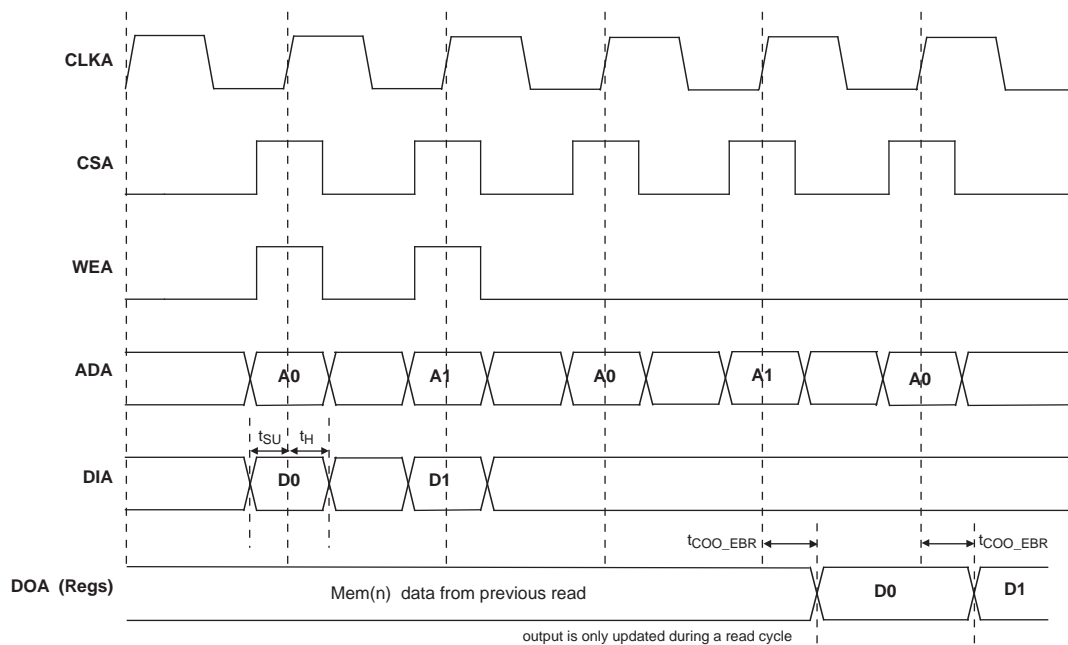 CLKA
CSA
WEA
ADA A0 A1 A0 A1 A0
tSU tH
DIA D0 D1
tCOO_EBR tCOO_EBR
DOA (Regs) Mem(n) data from previous read D0 D1
output is only updated during a read cycle